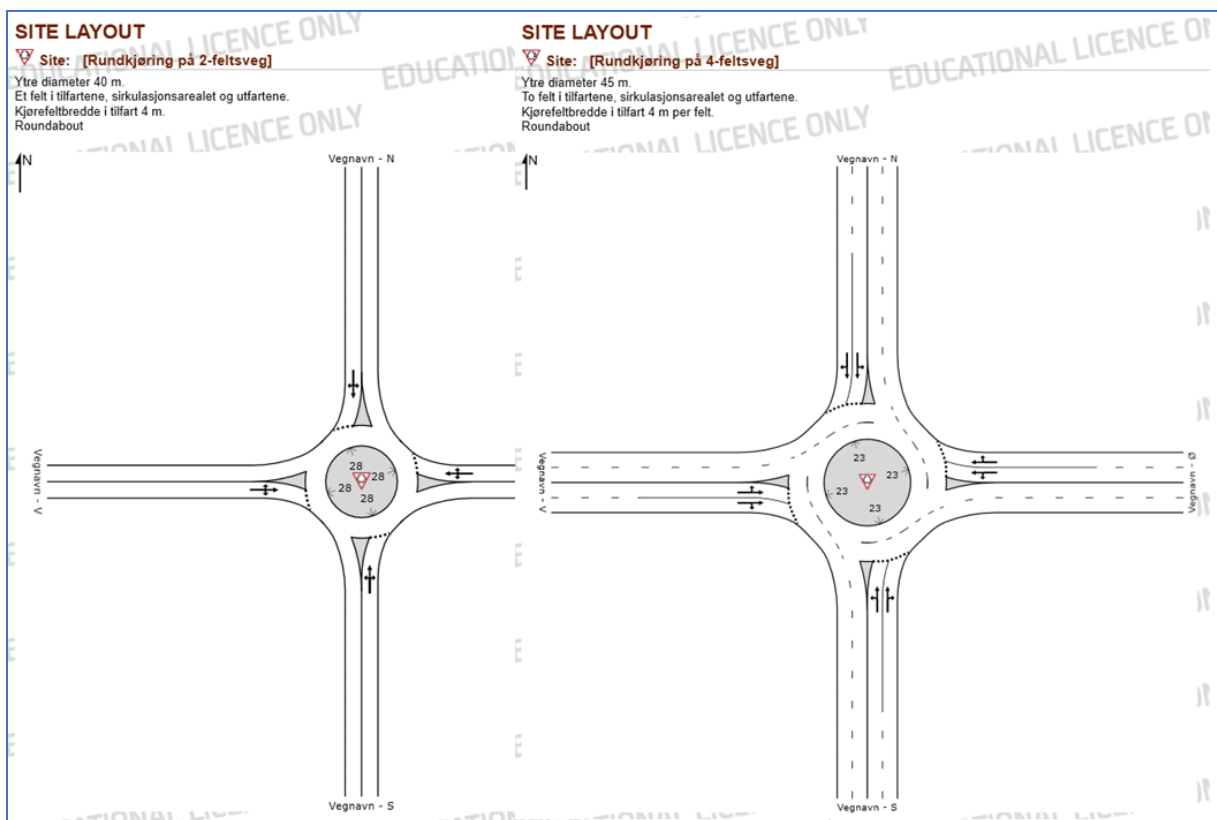 SITE LAYOUT
Site: [Rundkjøring på 2-feltsveg]
Ytre diameter 40 m.
Et felt i tilfartene, sirkulasjonsarealet og utfartene.
Kjørefeltbredde i tilfart 4 m.
Roundabout
EDUCATIONAL LICENCE ONLY
N
Vegnavn - N
Vegnavn - V
28
28
28
28
Vegnavn - S
SITE LAYOUT
Site: [Rundkjøring på 4-feltsveg]
Ytre diameter 45 m.
To felt i tilfartene, sirkulasjonsarealet og utfartene.
Kjørefeltbredde i tilfart 4 m per felt.
Roundabout
EDUCATIONAL LICENCE ONLY
N
Vegnavn - N
Vegnavn - V
Vegnavn - Ø
23
23
23
23
Vegnavn - S